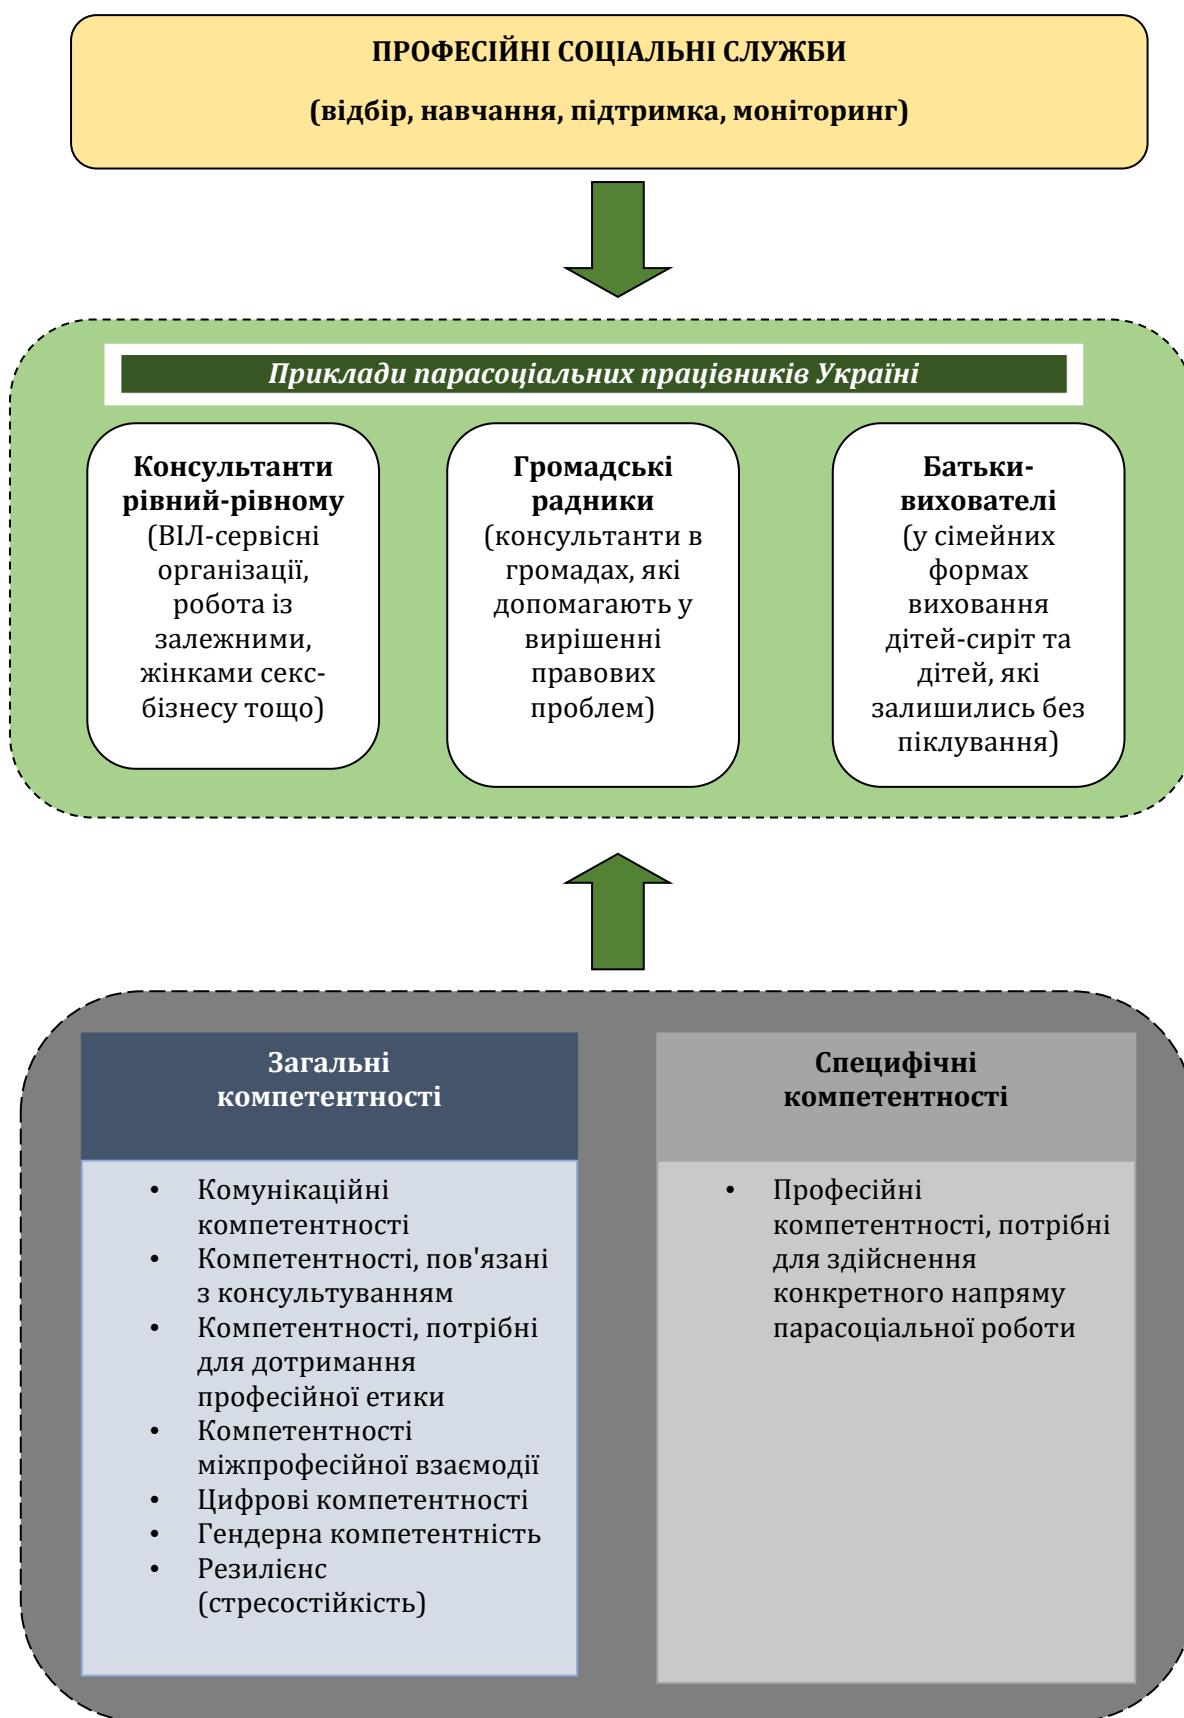 ПРОФЕСІЙНІ СОЦІАЛЬНІ СЛУЖБИ
(відбір, навчання, підтримка, моніторинг)
Приклади парасоціальних працівників Україні
Консультанти
рівний-рівному
(ВІЛ-сервісні
організації,
робота із
залежними,
жінками секс-
бізнесу тощо)
Громадські
радники
(консультанти в
громадах, які
допомагають у
вирішенні
правових
проблем)
Батьки-
вихователі
(у сімейних
формах
виховання
дітей-сиріт та
дітей, які
залишились без
піклування)
Загальні
компетентності
• Комунікаційні
компетентності
• Компетентності, пов'язані
з консультуванням
• Компетентності, потрібні
для дотримання
професійної етики
• Компетентності
міжпрофесійної взаємодії
• Цифрові компетентності
• Гендерна компетентність
• Резилієнс
(стресостійкість)
Специфічні
компетентності
• Професійні
компетентності, потрібні
для здійснення
конкретного напряму
парасоціальної роботи